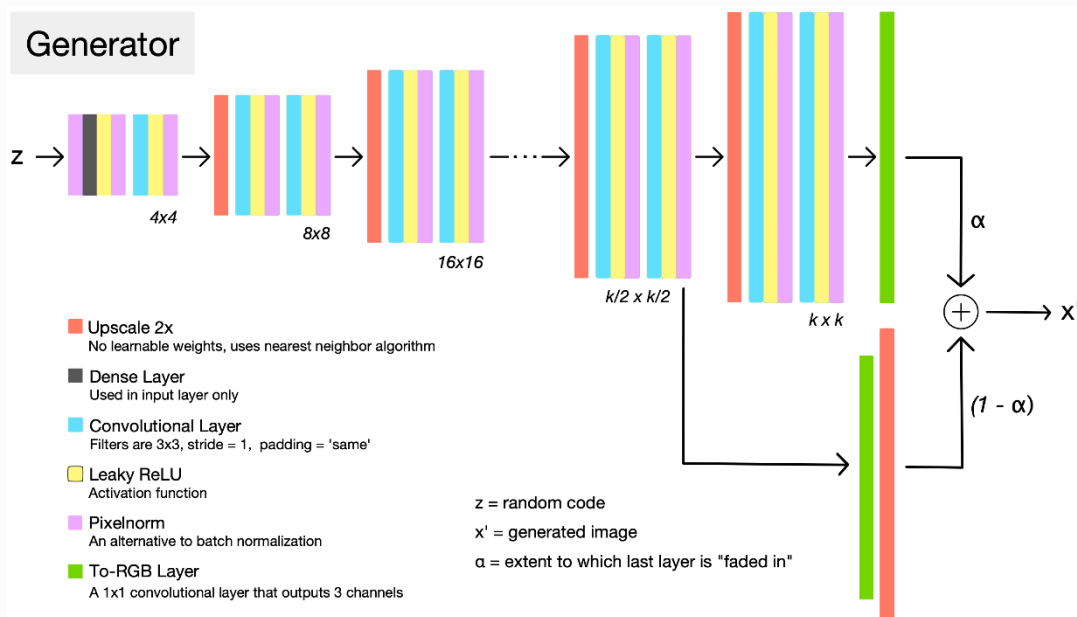 Generator
z
4x4
8x8
16x16
k/2 x k/2
k x k
α
x'
(1 - α)
Upscale 2x
No learnable weights, uses nearest neighbor algorithm
Dense Layer
Used in input layer only
Convolutional Layer
Filters are 3x3, stride = 1, padding = 'same'
Leaky ReLU
Activation function
Pixelnorm
An alternative to batch normalization
To-RGB Layer
A 1x1 convolutional layer that outputs 3 channels
z = random code
x' = generated image
α = extent to which last layer is "faded in"